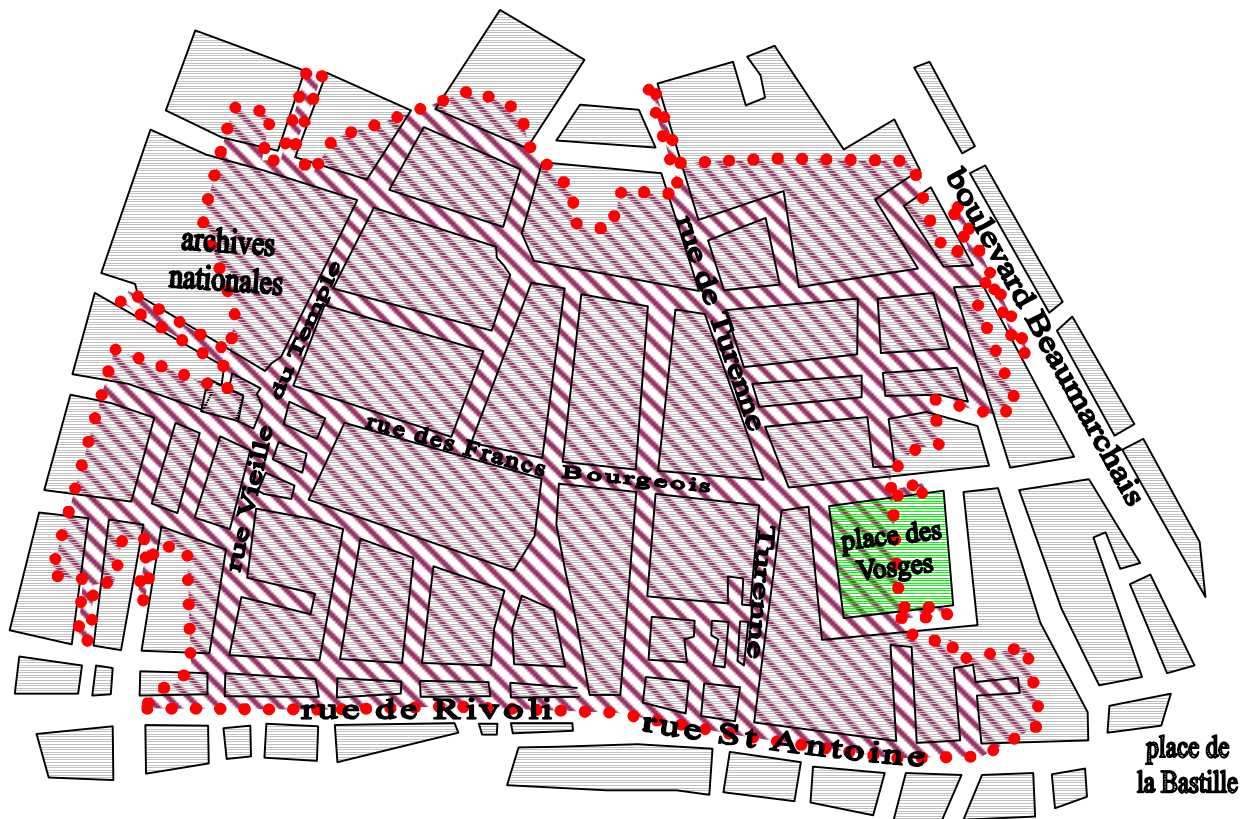 boulevard Beaumarchais
archives
nationales
rue de Turenne
rue Vieille du Temple
rue des Francs Bourgeois
place des
Vosges
Turenne
rue de Rivoli
rue St Antoine
place de
la Bastille